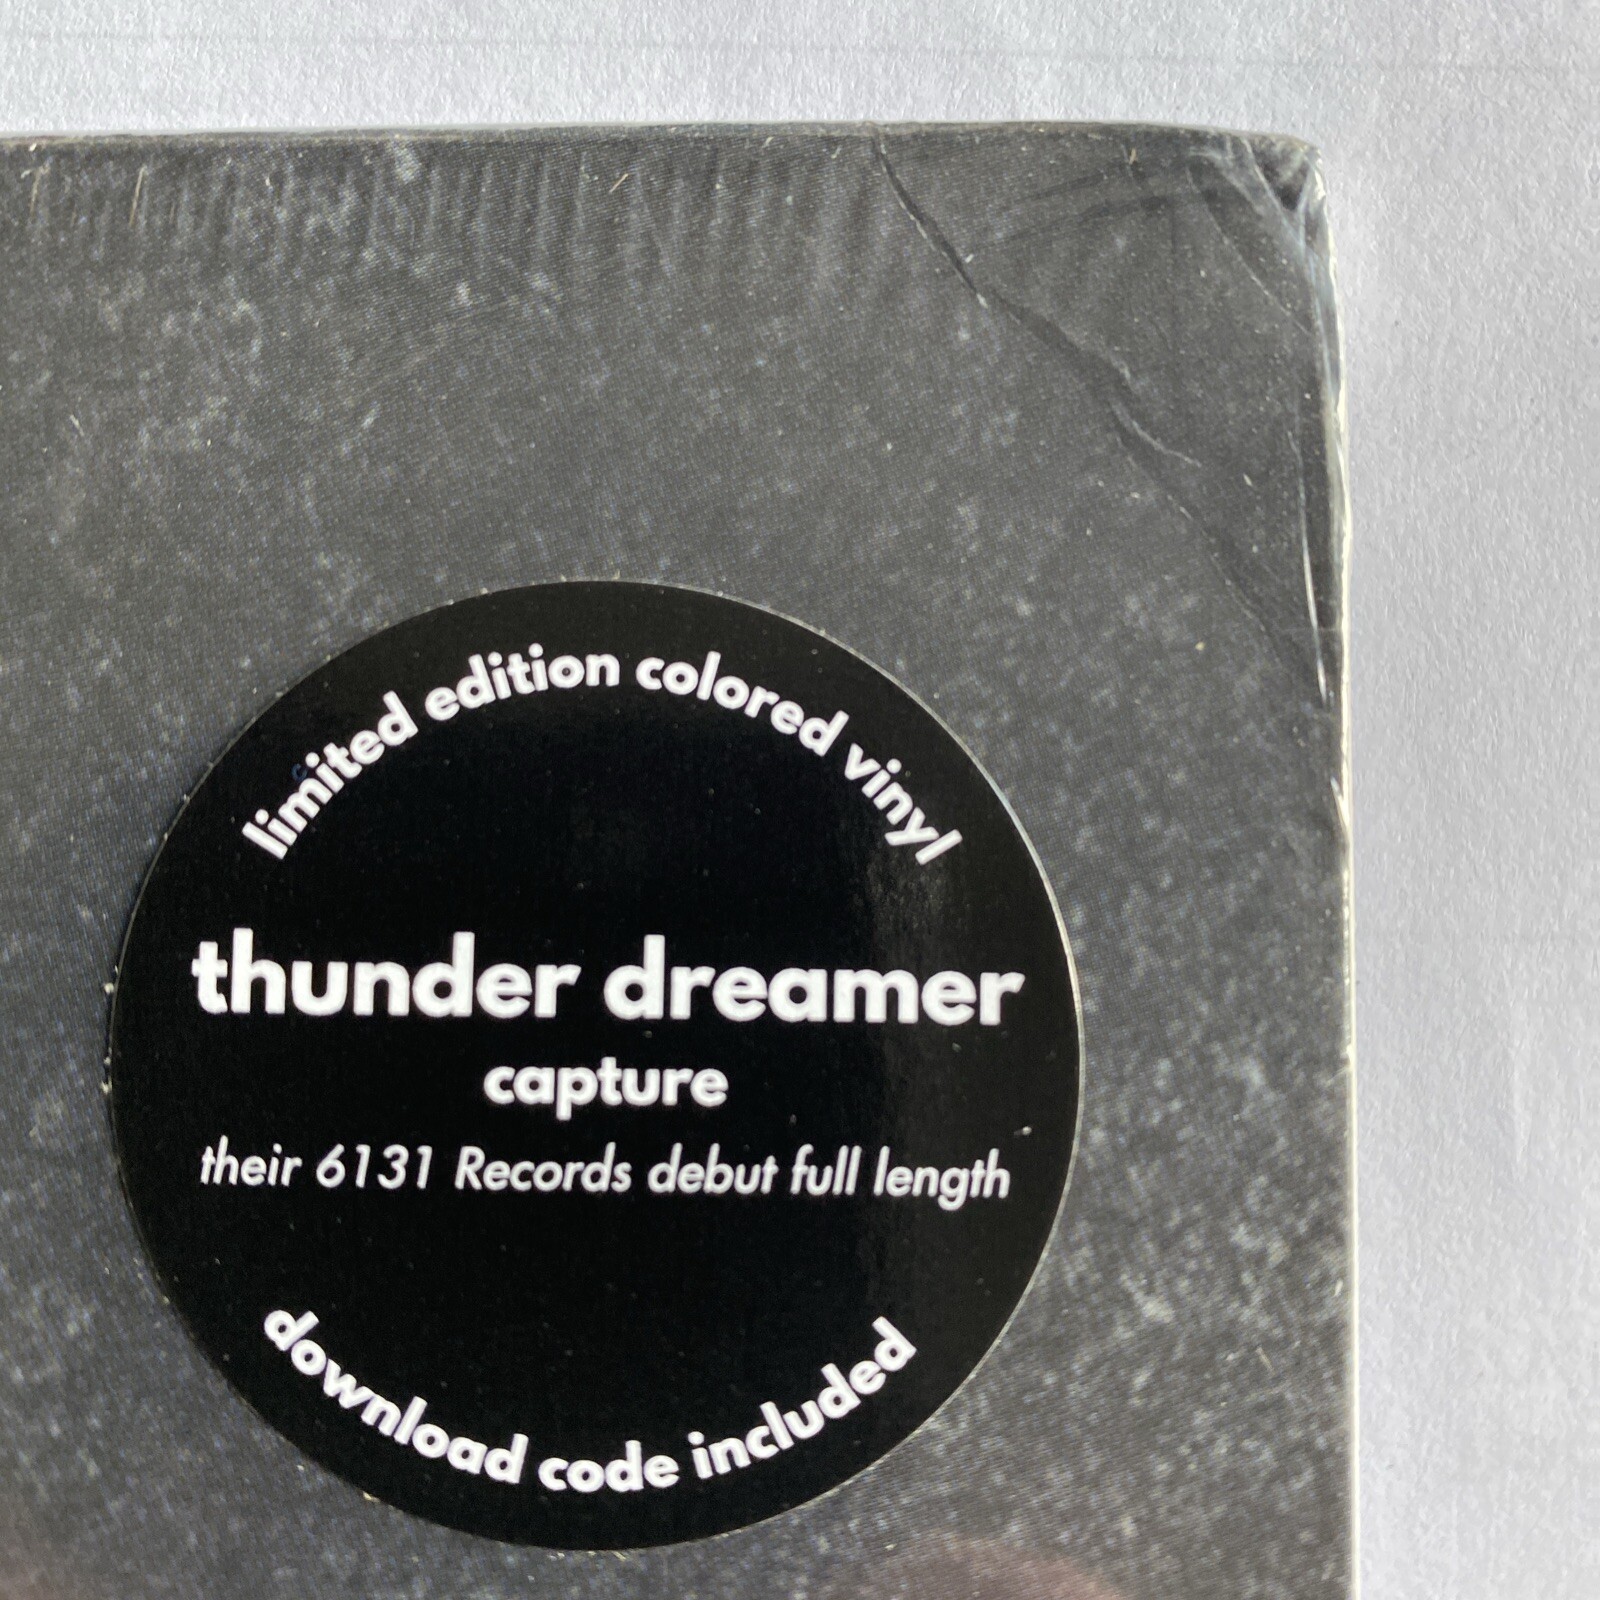 limited edition colored vinyl
thunder dreamer
capture
their 6131 Records debut full length
download code included